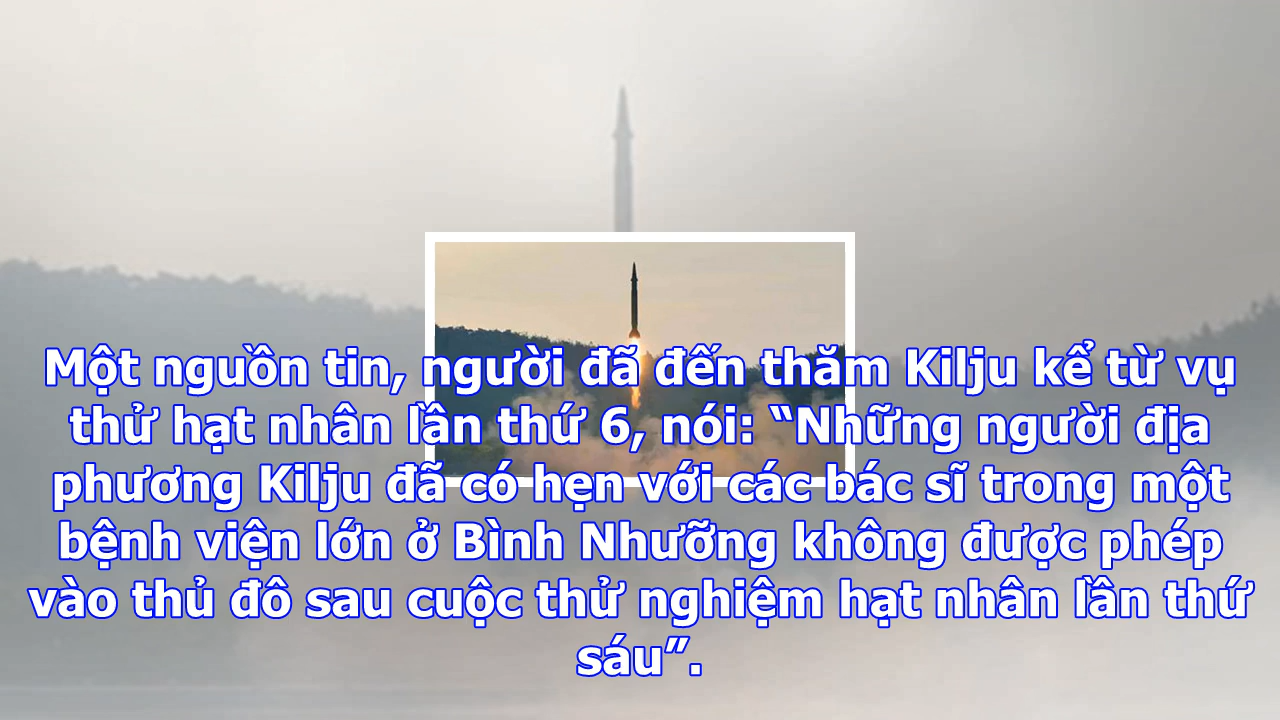 Một nguồn tin, người đã đến thăm Kilju kể từ vụ
thử hạt nhân lần thứ 6, nói: “Những người địa
phương Kilju đã có hẹn với các bác sĩ trong một
bệnh viện lớn ở Bình Nhưỡng không được phép
vào thủ đô sau cuộc thử nghiệm hạt nhân lần thứ
sáu”.